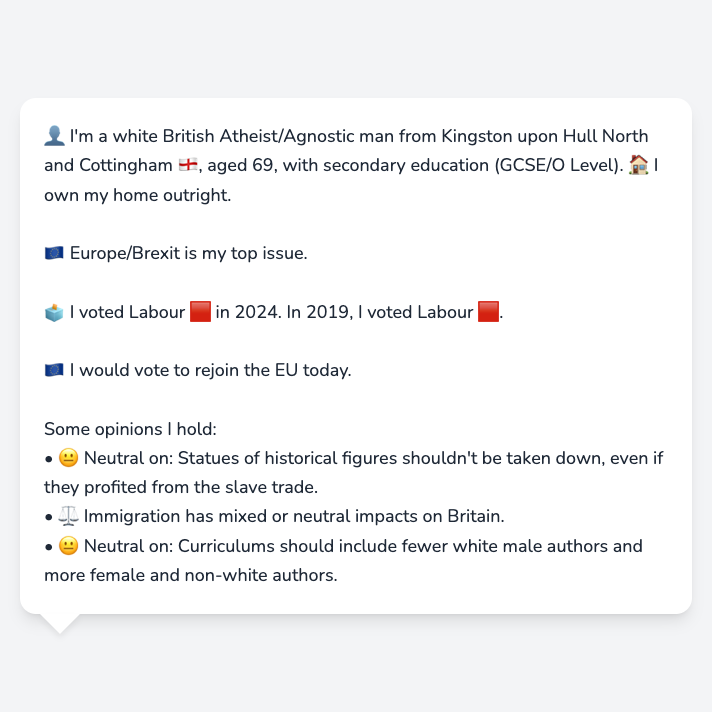 👤 I'm a white British Atheist/Agnostic man from Kingston upon Hull North
and Cottingham 🏴󠁧󠁢󠁥󠁮󠁧󠁿, aged 69, with secondary education (GCSE/O Level). 🏠 I
own my home outright.
🇪🇺 Europe/Brexit is my top issue.
🗳️ I voted Labour 🟥 in 2024. In 2019, I voted Labour 🟥.
🇪🇺 I would vote to rejoin the EU today.
Some opinions I hold:
• 😐 Neutral on: Statues of historical figures shouldn't be taken down, even if
they profited from the slave trade.
• ⚖️ Immigration has mixed or neutral impacts on Britain.
• 😐 Neutral on: Curriculums should include fewer white male authors and
more female and non-white authors.